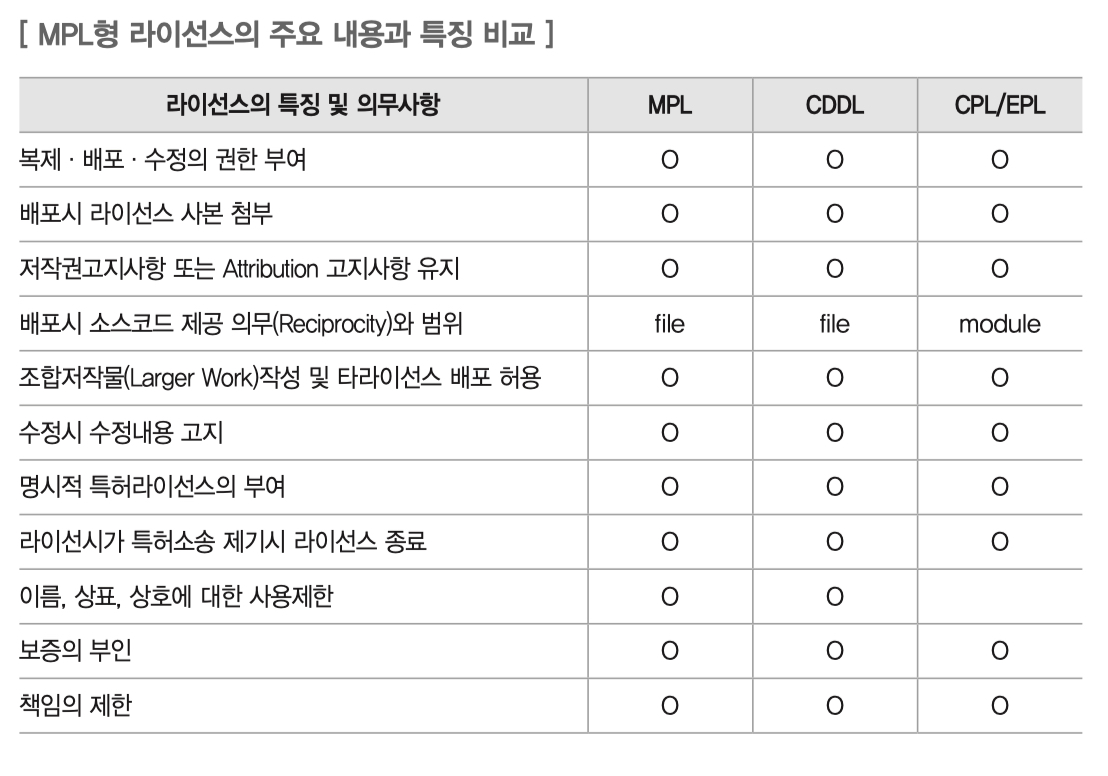 [ MPL형 라이선스의 주요 내용과 특징 비교 ]
라이선스의 특징 및 의무사항 MPL CDDL CPL/EPL
복제 · 배포 · 수정의 권한 부여 O O O
배포시 라이선스 사본 첨부 O O O
저작권고지사항 또는 Attribution 고지사항 유지 O O O
배포시 소스코드 제공 의무(Reciprocity)와 범위 file file module
조합저작물(Larger Work)작성 및 타라이선스 배포 허용 O O O
수정시 수정내용 고지 O O O
명시적 특허라이선스의 부여 O O O
라이선시가 특허소송 제기시 라이선스 종료 O O O
이름, 상표, 상호에 대한 사용제한 O O
보증의 부인 O O O
책임의 제한 O O O